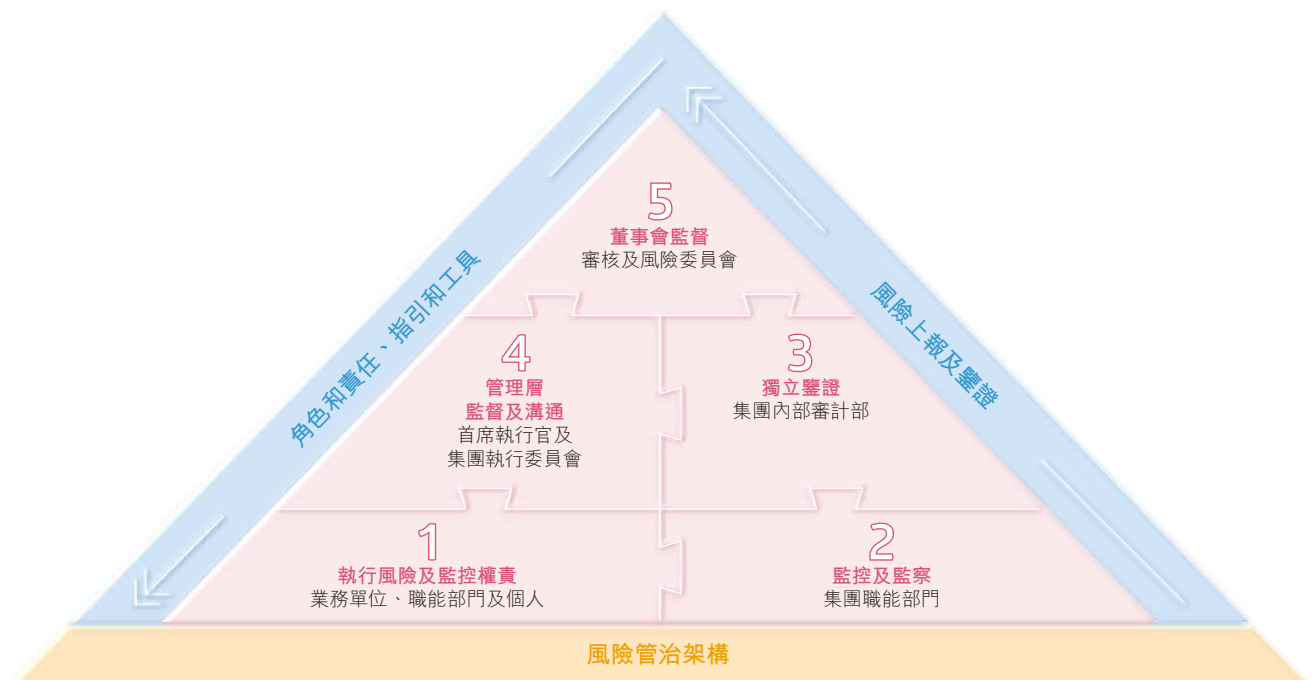 5
董事會監督
審核及風險委員會
角色和責任、指引和工具
風險上報及鑒證
4
管理層
監督及溝通
首席執行官及
集團執行委員會
3
獨立鑒證
集團內部審計部
1
執行風險及監控權責
業務單位、職能部門及個人
2
監控及監察
集團職能部門
風險管治架構